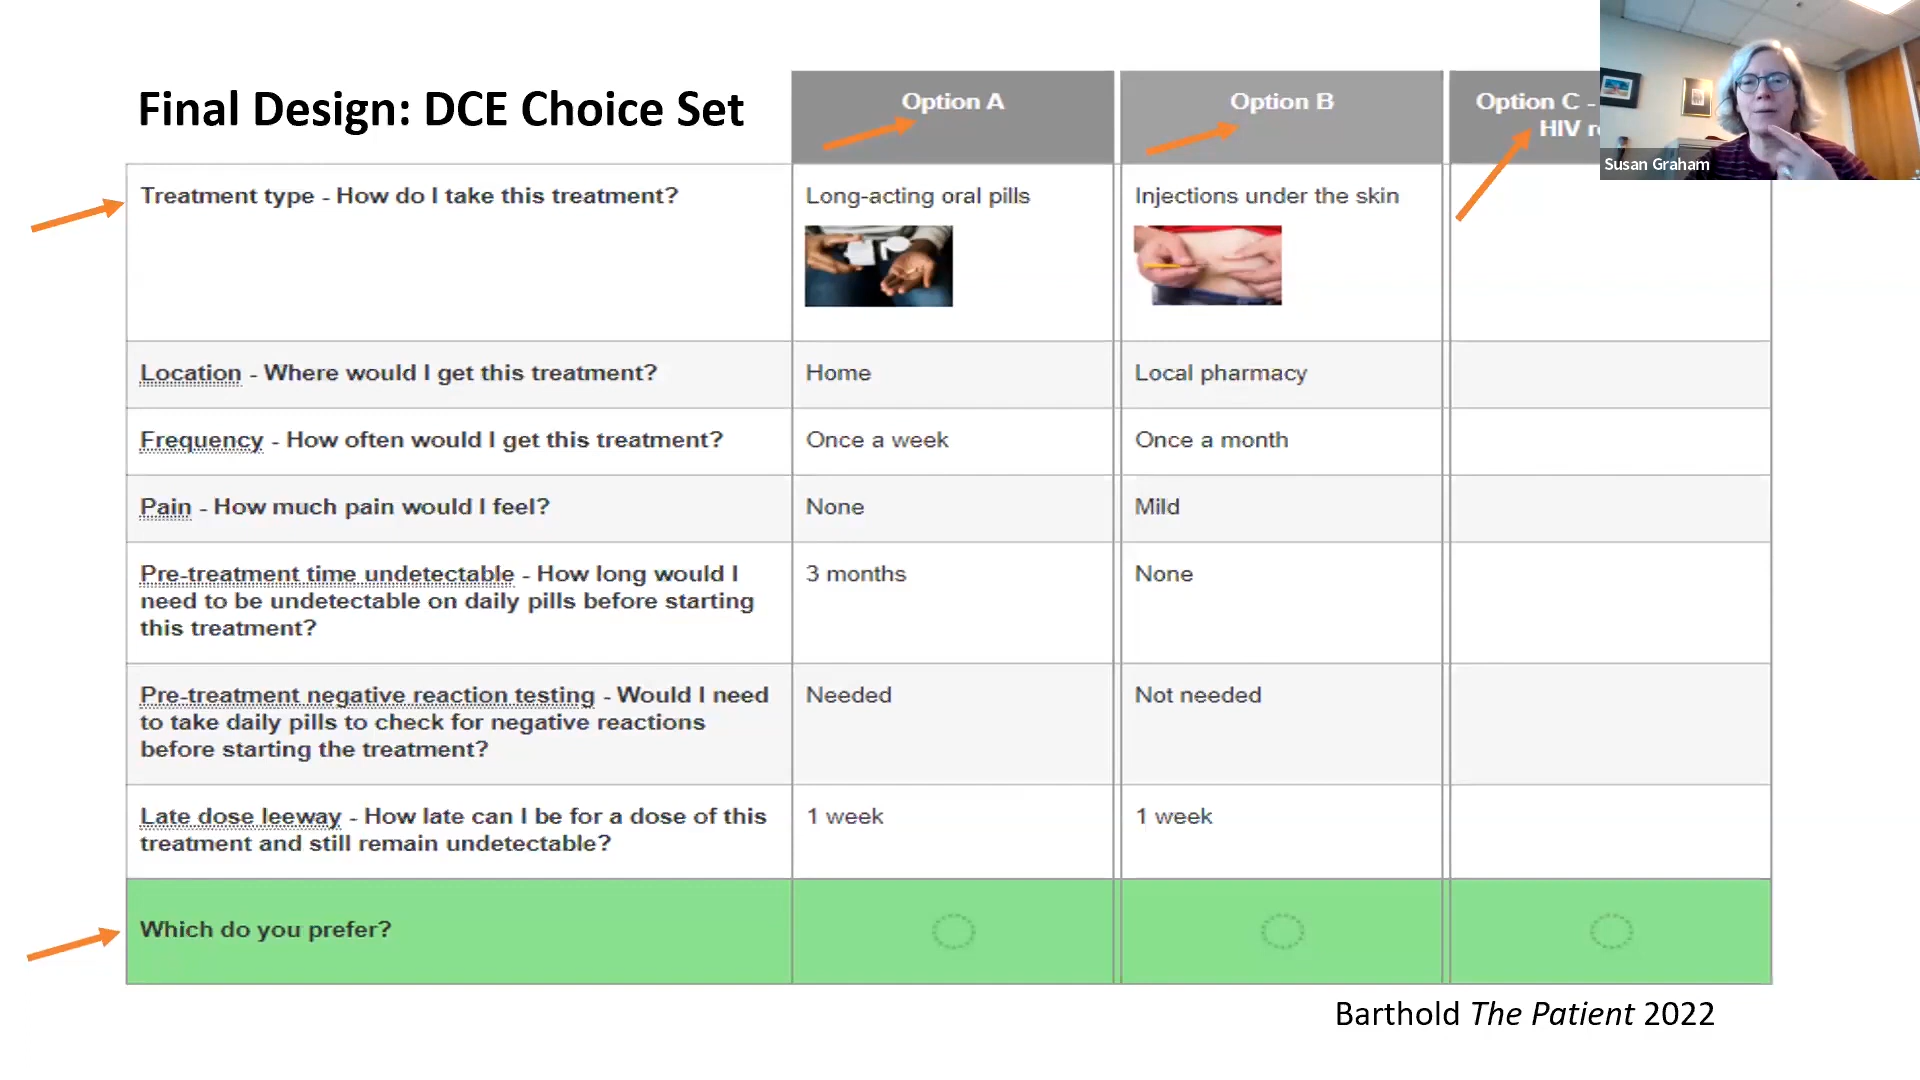 Final Design: DCE Choice Set
Option A
Option B
Option C -
HIV
Susan Graham
Treatment type - How do I take this treatment?
Long-acting oral pills
Injections under the skin
Location - Where would I get this treatment?
Home
Local pharmacy
Frequency - How often would I get this treatment?
Once a week
Once a month
Pain - How much pain would I feel?
None
Mild
Pre-treatment time undetectable - How long would I
need to be undetectable on daily pills before starting
this treatment?
3 months
None
Pre-treatment negative reaction testing - Would I need
to take daily pills to check for negative reactions
before starting the treatment?
Needed
Not needed
Late dose leeway - How late can I be for a dose of this
treatment and still remain undetectable?
1 week
1 week
Which do you prefer?
Barthold The Patient 2022